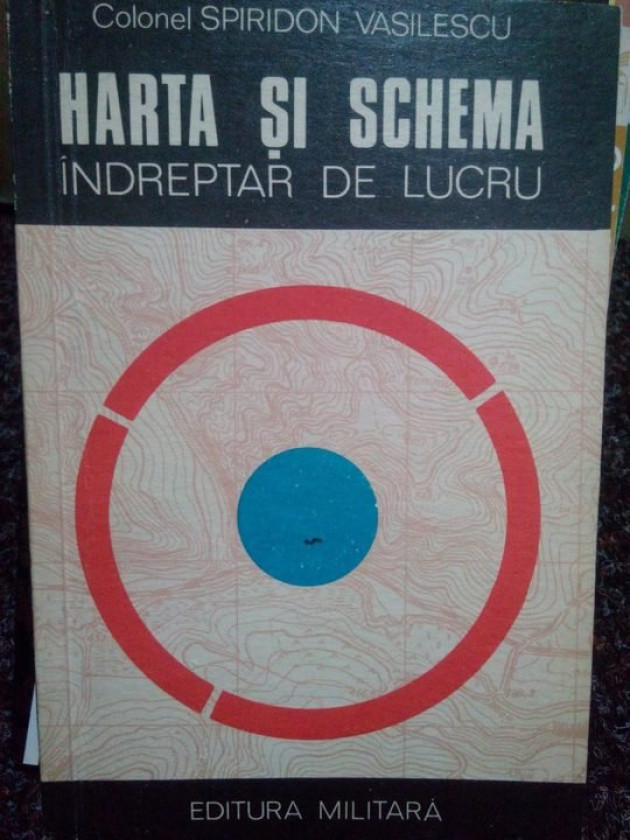 Colonel SPIRIDON VASILESCU
HARTA ȘI SCHEMA
ÎNDREPTAR DE LUCRU
EDITURA MILITARĂ